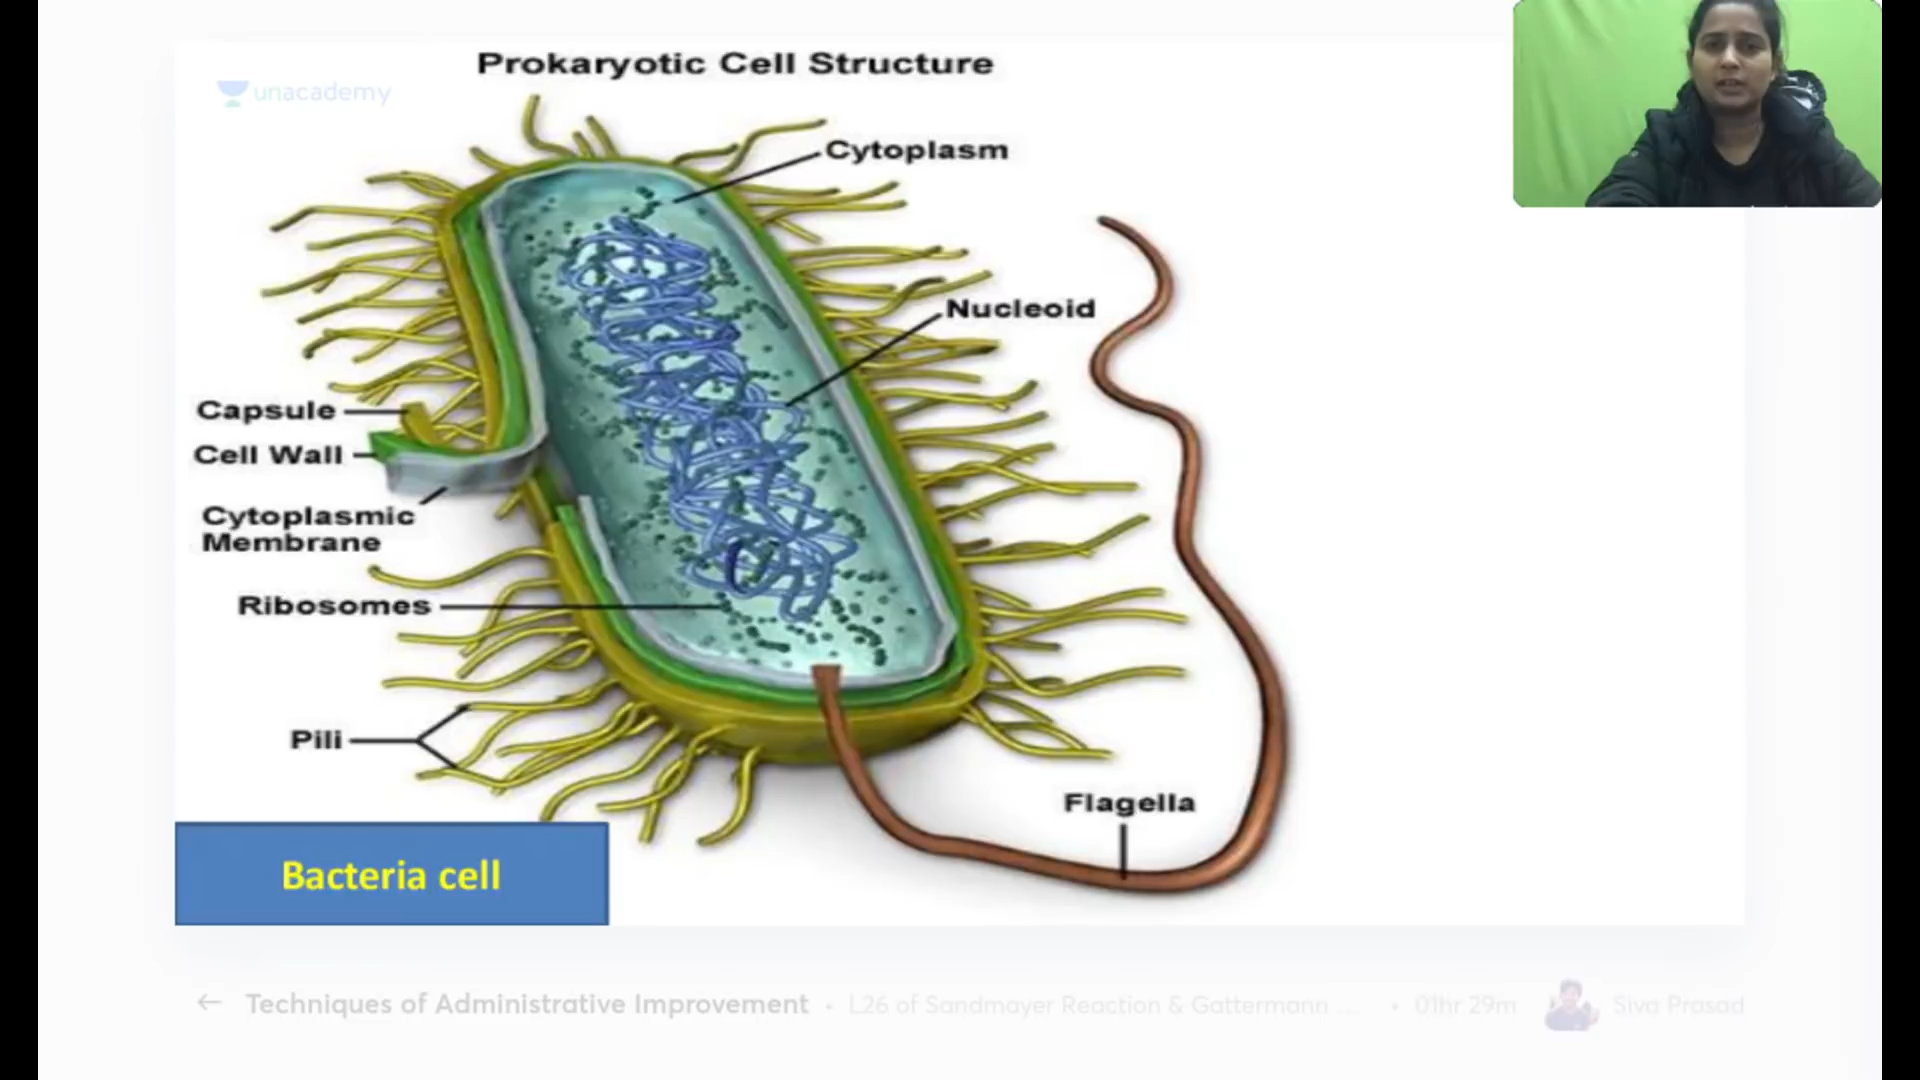 Prokaryotic Cell Structure
unacademy
Cytoplasm
Nucleoid
Capsule
Cell Wall
Cytoplasmic
Membrane
Ribosomes
Pili
Flagella
Bacteria cell
← Techniques of Administrative Improvement • L26 of Sandmayer Reaction & Gattermann ... • 01hr 29m Siva Prasad